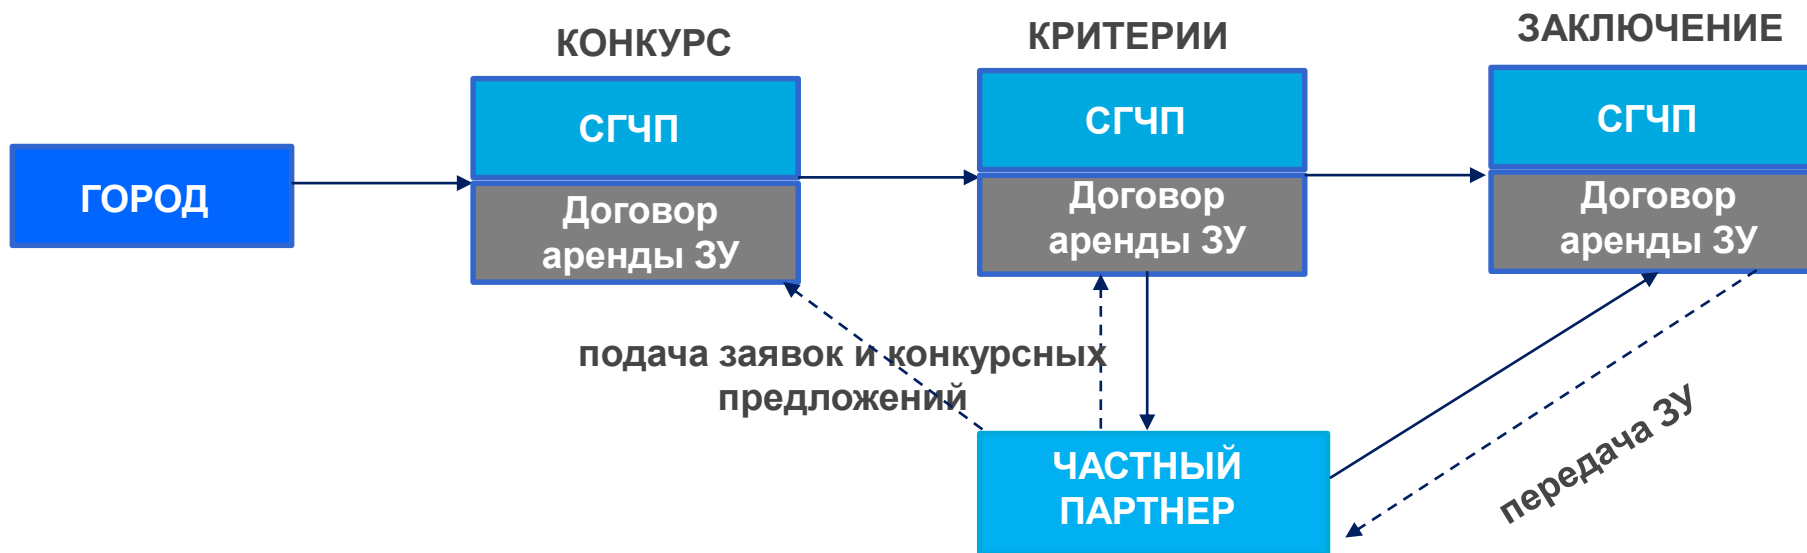 КОНКУРС
КРИТЕРИИ
ЗАКЛЮЧЕНИЕ
СГЧП
СГЧП
СГЧП
ГОРОД
Договор
аренды ЗУ
Договор
аренды ЗУ
Договор
аренды ЗУ
подача заявок и конкурсных
предложений
ЧАСТНЫЙ
ПАРТНЕР
передача ЗУ